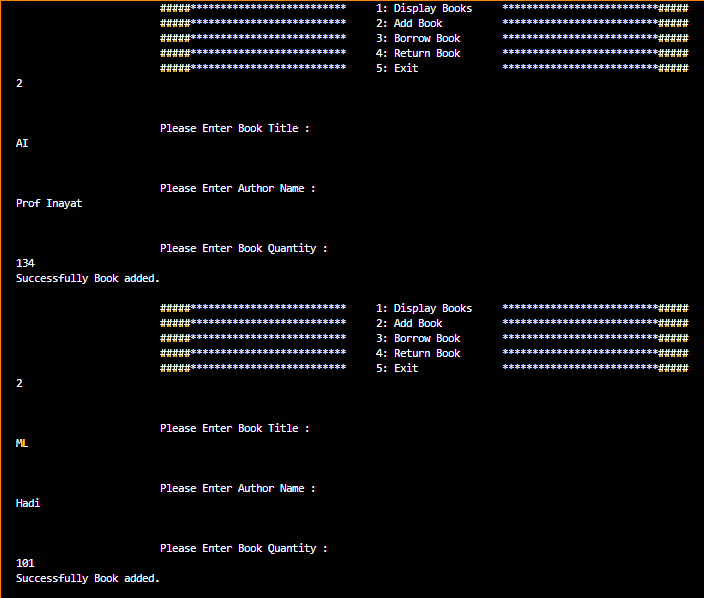 #####**************************     1: Display Books     **************************#####
#####**************************     2: Add Book          **************************#####
#####**************************     3: Borrow Book       **************************#####
#####**************************     4: Return Book       **************************#####
#####**************************     5: Exit              **************************#####
2
Please Enter Book Title :
AI
Please Enter Author Name :
Prof Inayat
Please Enter Book Quantity :
134
Successfully Book added.
#####**************************     1: Display Books     **************************#####
#####**************************     2: Add Book          **************************#####
#####**************************     3: Borrow Book       **************************#####
#####**************************     4: Return Book       **************************#####
#####**************************     5: Exit              **************************#####
2
Please Enter Book Title :
ML
Please Enter Author Name :
Hadi
Please Enter Book Quantity :
101
Successfully Book added.